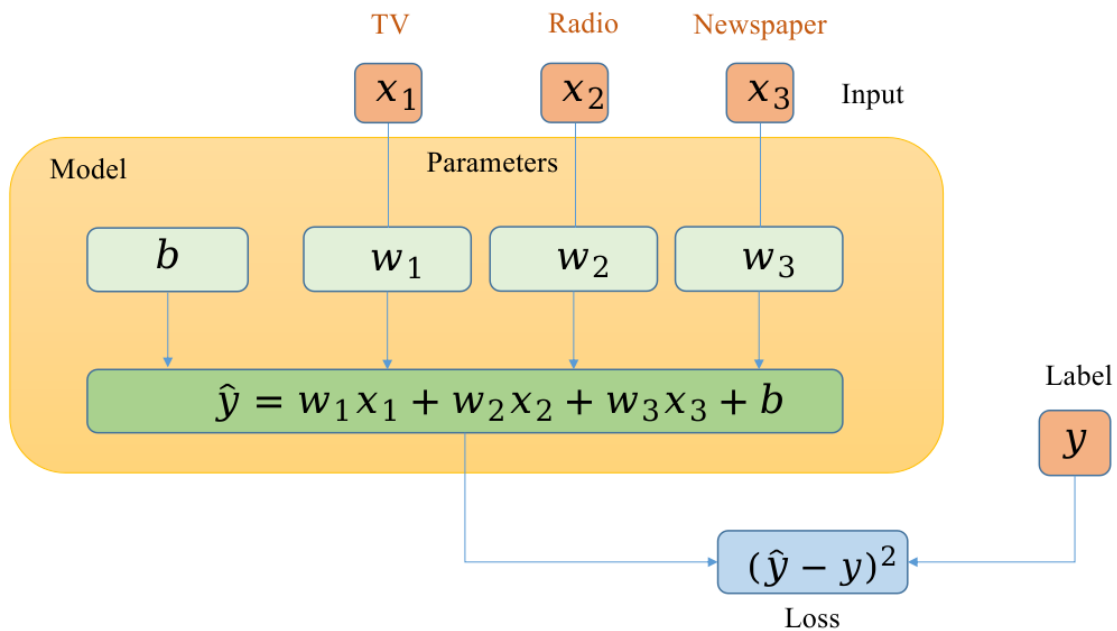 TV Radio Newspaper
x₁ x₂ x₃ Input
Model Parameters
b w₁ w₂ w₃
ŷ = w₁x₁ + w₂x₂ + w₃x₃ + b
Label
y
(ŷ − y)²
Loss